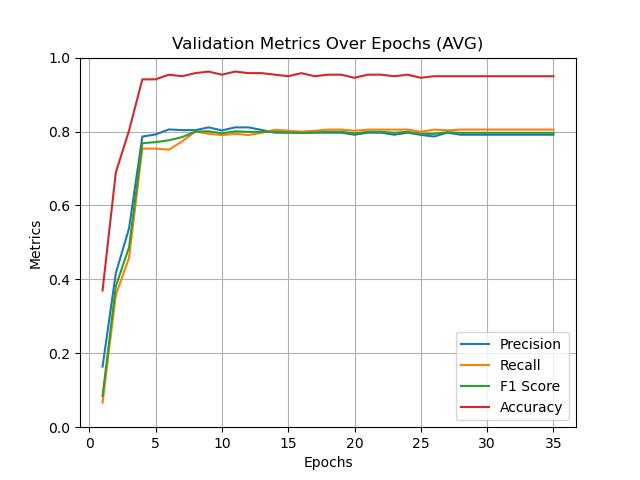 Validation Metrics Over Epochs (AVG)
1.0
0.8
0.6
0.4
0.2
0.0
Metrics
Precision
Recall
F1 Score
Accuracy
0 5 10 15 20 25 30 35
Epochs